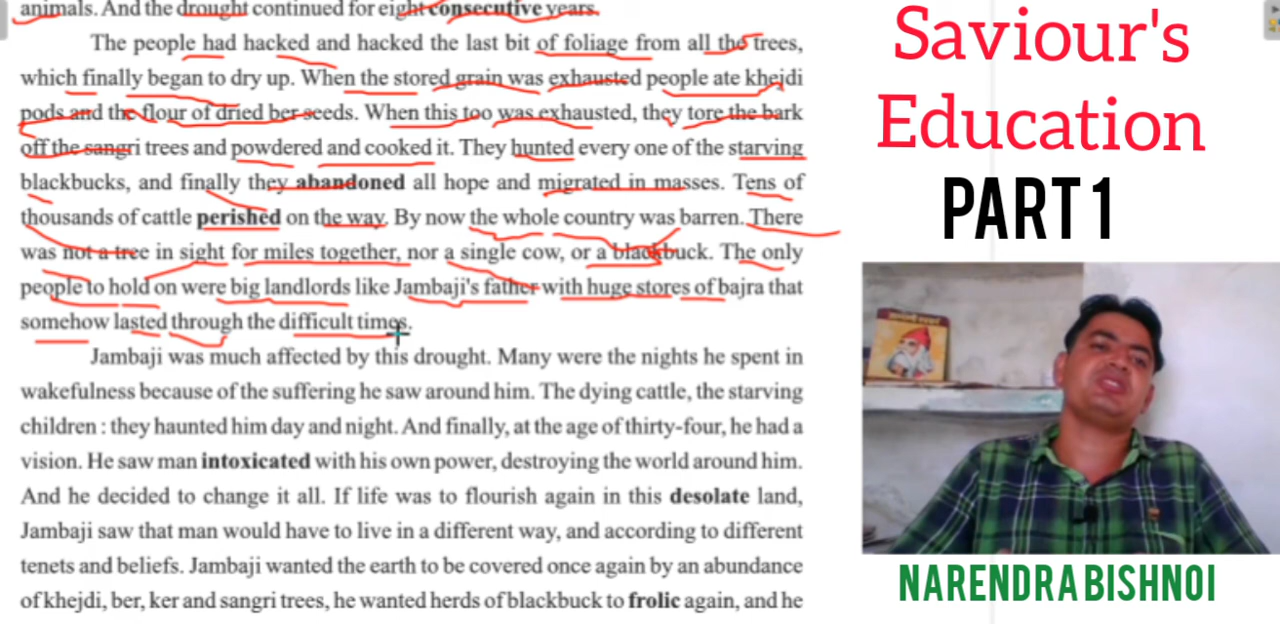 animals. And the drought continued for eight consecutive years.
The people had hacked and hacked the last bit of foliage from all the trees,
which finally began to dry up. When the stored grain was exhausted people ate khejdi
pods and the flour of dried ber seeds. When this too was exhausted, they tore the bark
off the sangri trees and powdered and cooked it. They hunted every one of the starving
blackbucks, and finally they abandoned all hope and migrated in masses. Tens of
thousands of cattle perished on the way. By now the whole country was barren. There
was not a tree in sight for miles together, nor a single cow, or a blackbuck. The only
people to hold on were big landlords like Jambaji's father with huge stores of bajra that
somehow lasted through the difficult times.
Jambaji was much affected by this drought. Many were the nights he spent in
wakefulness because of the suffering he saw around him. The dying cattle, the starving
children : they haunted him day and night. And finally, at the age of thirty-four, he had a
vision. He saw man intoxicated with his own power, destroying the world around him.
And he decided to change it all. If life was to flourish again in this desolate land,
Jambaji saw that man would have to live in a different way, and according to different
tenets and beliefs. Jambaji wanted the earth to be covered once again by an abundance
of khejdi, ber, ker and sangri trees, he wanted herds of blackbuck to frolic again, and he
Saviour's
Education
PART 1
NARENDRA BISHNOI